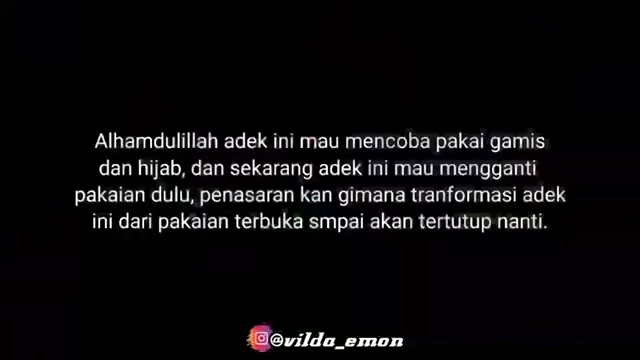 Alhamdulillah adek ini mau mencoba pakai gamis
dan hijab, dan sekarang adek ini mau mengganti
pakaian dulu, penasaran kan gimana tranformasi adek
ini dari pakaian terbuka smpai akan tertutup nanti.
@vilda_emon